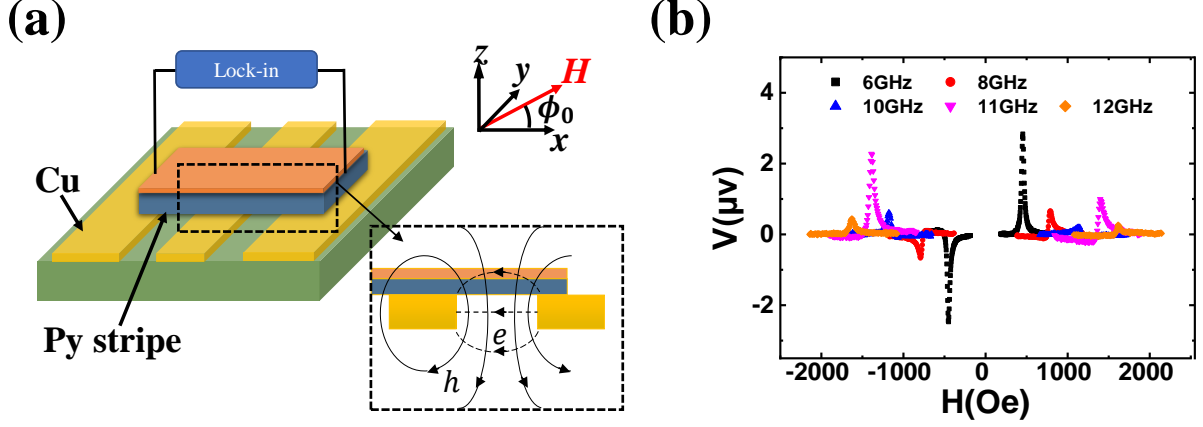 (a)
Lock-in
z
y
H
ϕ0
x
Cu
Py stripe
e
h
(b)
V(μv)
4
2
0
-2
6GHz
8GHz
10GHz
11GHz
12GHz
-2000 -1000 0 1000 2000
H(Oe)